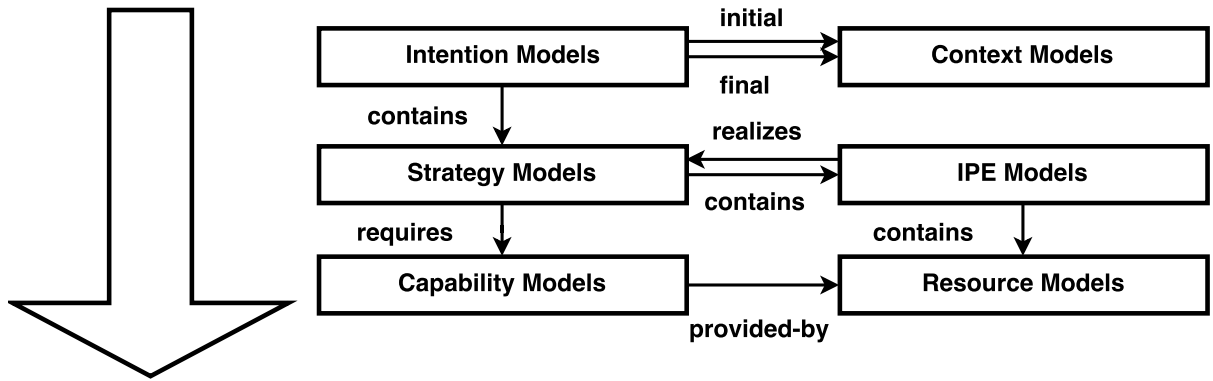 initial
Intention Models
Context Models
final
contains
realizes
Strategy Models
IPE Models
contains
requires
contains
Capability Models
Resource Models
provided-by